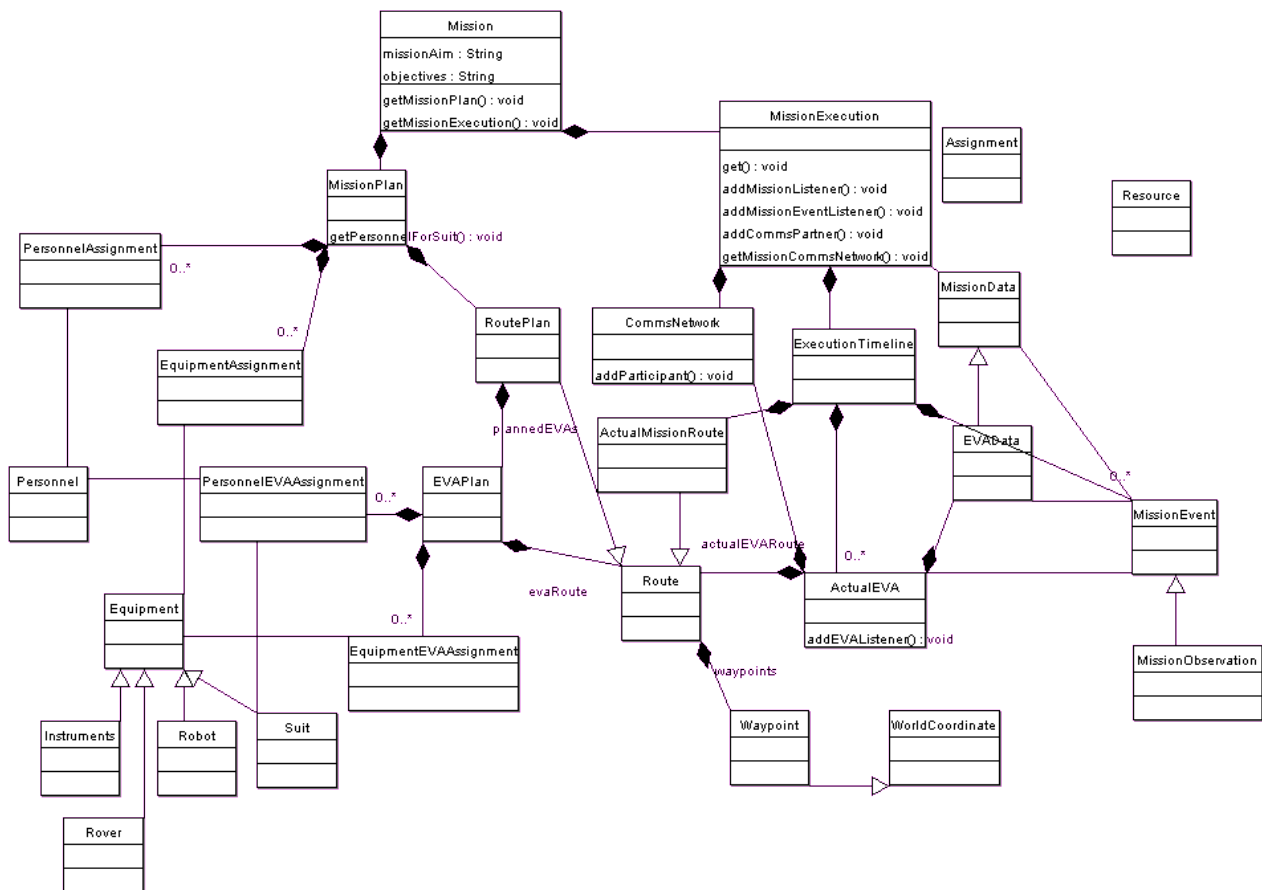 Mission
missionAim : String
objectives : String
getMissionPlan() : void
getMissionExecution() : void
MissionExecution
get() : void
addMissionListener() : void
addMissionEventListener() : void
addCommsPartner() : void
getMissionCommsNetwork() : void
Assignment
Resource
MissionPlan
getPersonnelForSuit() : void
PersonnelAssignment
0..*
MissionData
RoutePlan
CommsNetwork
addParticipant() : void
ExecutionTimeline
0..*
EquipmentAssignment
plannedEVAs
ActualMissionRoute
EVAData
Personnel
PersonnelEVAAssignment
0..*
EVAPlan
0..*
MissionEvent
actualEVARoute
0..*
evaRoute
Route
ActualEVA
addEVAListener() : void
Equipment
0..*
EquipmentEVAAssignment
MissionObservation
waypoints
Instruments
Robot
Suit
Waypoint
WorldCoordinate
Rover